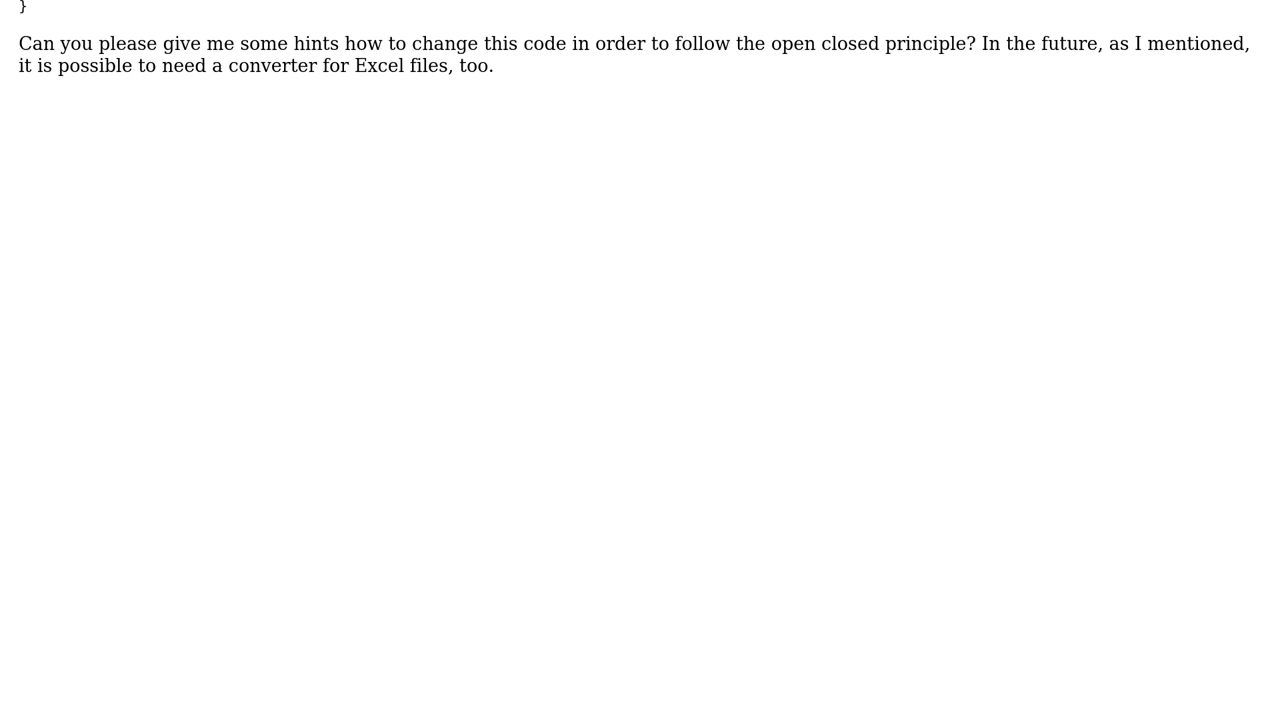 }
Can you please give me some hints how to change this code in order to follow the open closed principle? In the future, as I mentioned,
it is possible to need a converter for Excel files, too.